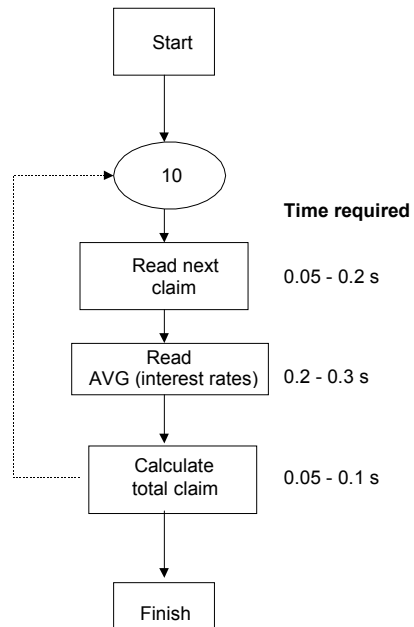 Start
10
Time required
Read next
claim
0.05 - 0.2 s
Read
AVG (interest rates)
0.2 - 0.3 s
Calculate
total claim
0.05 - 0.1 s
Finish